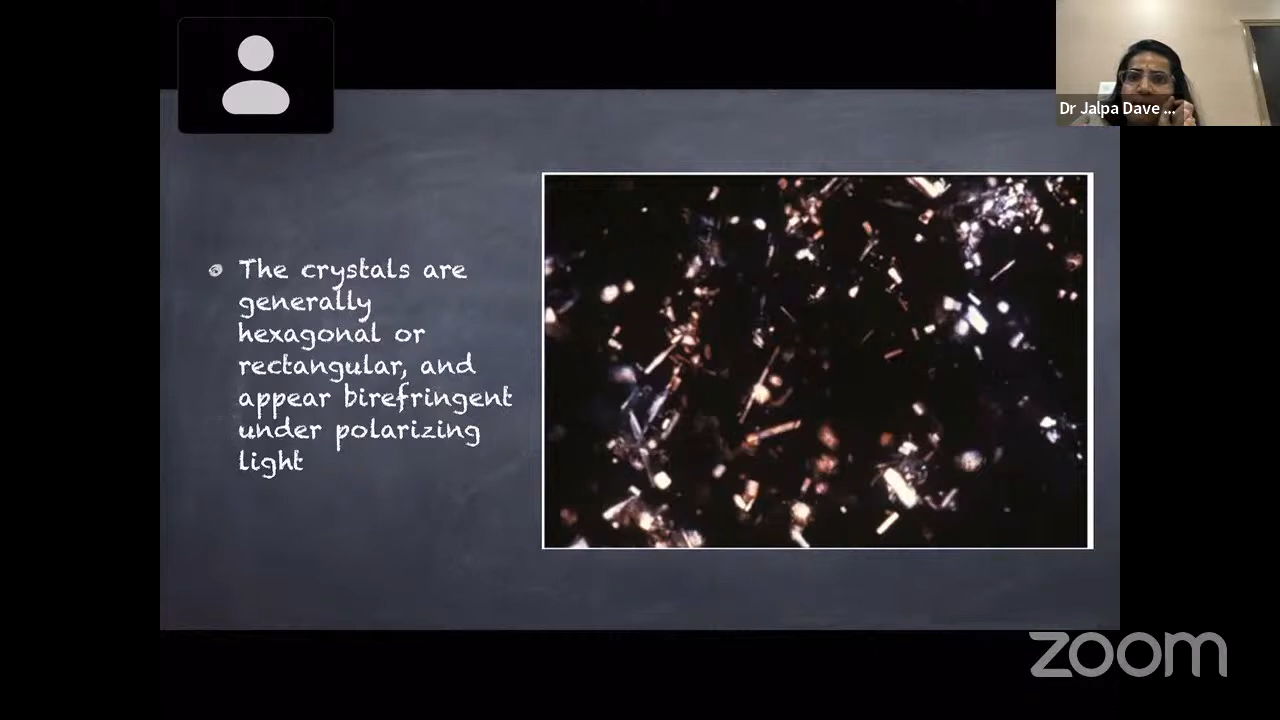 Dr Jalpa Dave ...
The crystals are
generally
hexagonal or
rectangular, and
appear birefringent
under polarizing
light
zoom